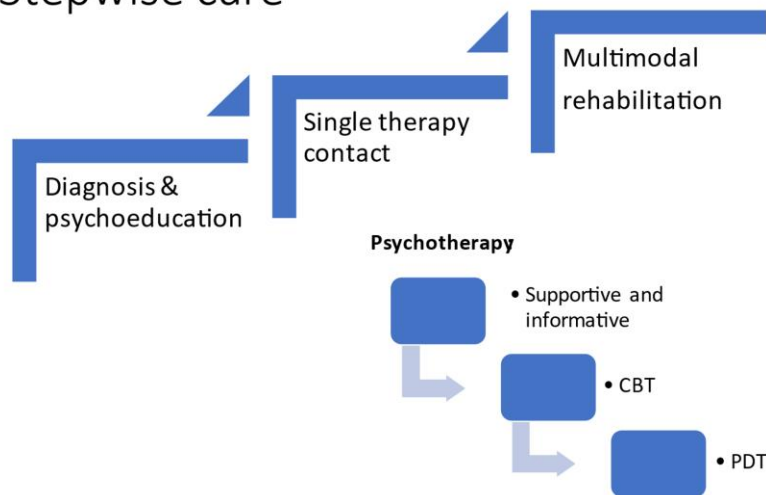 Stepwise care
Multimodal
rehabilitation
Single therapy
contact
Diagnosis &
psychoeducation
Psychotherapy
• Supportive and
informative
• CBT
• PDT